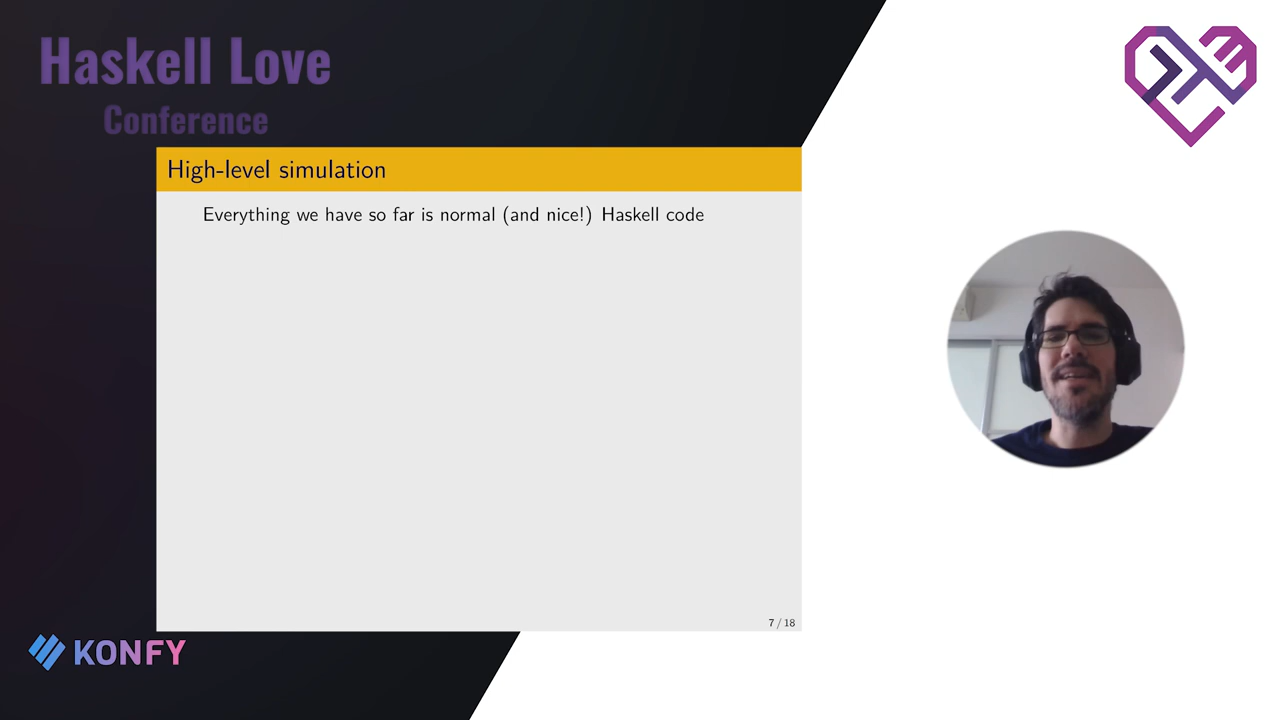 Haskell Love
Conference
High-level simulation
Everything we have so far is normal (and nice!) Haskell code
7 / 18
KONFY